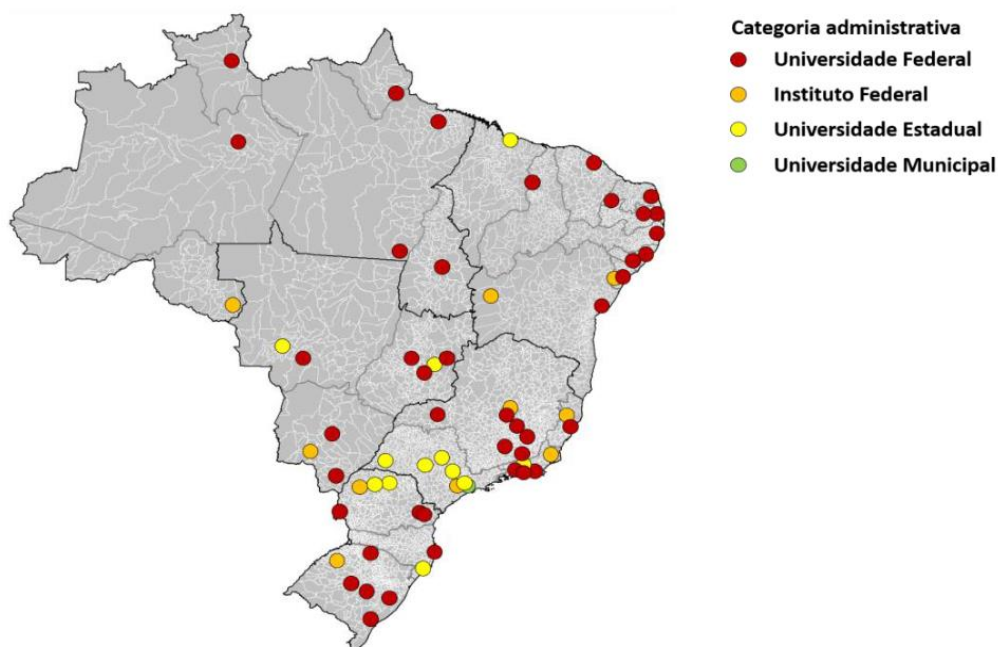 Categoria administrativa
Universidade Federal
Instituto Federal
Universidade Estadual
Universidade Municipal